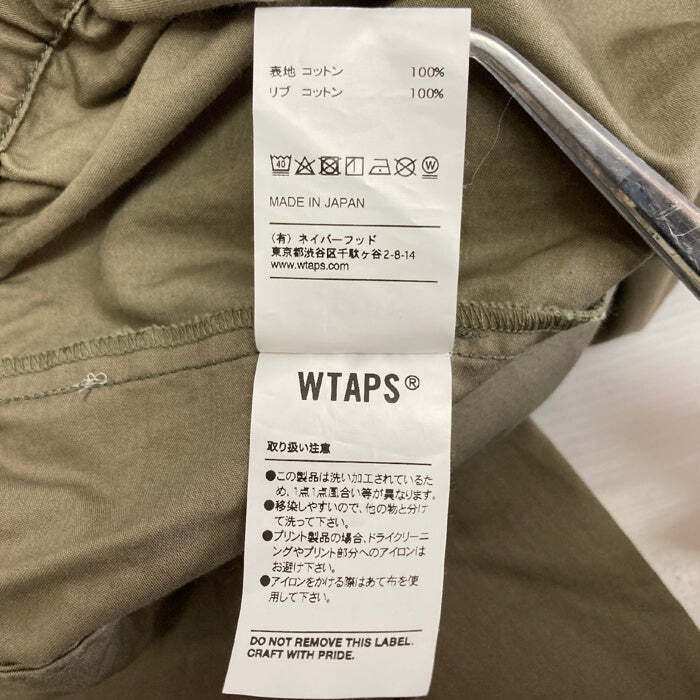 表地 コットン 100%
リブ コットン 100%
40 W
MADE IN JAPAN
(有) ネイバーフッド
東京都渋谷区千駄ヶ谷2-8-14
www.wtaps.com
WTAPS®
取り扱い注意
●この製品は洗い加工されているた
め、1点1点風合い等が異なります。
●移染しやすいので、他の物と分け
て洗って下さい。
●プリント製品の場合、ドライクリーニ
ングやプリント部分へのアイロンは
お避け下さい。
●アイロンをかける際はあて布を使
用して下さい。
DO NOT REMOVE THIS LABEL.
CRAFT WITH PRIDE.